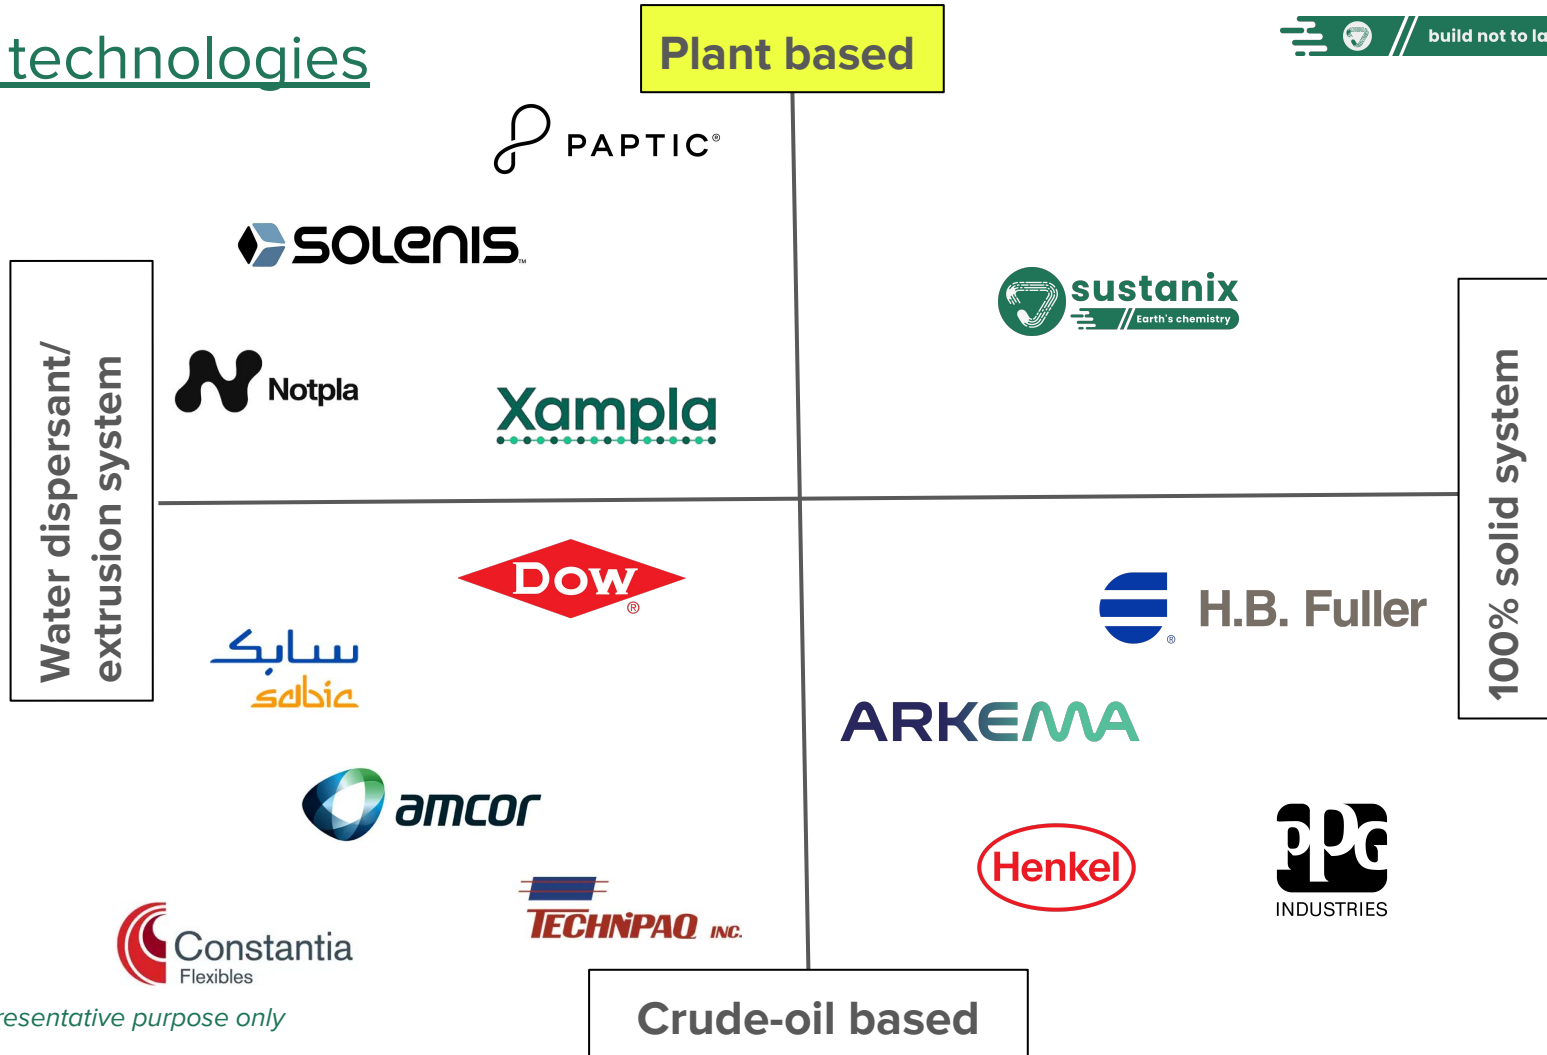 technologies
Plant based
build not to la
PAPTIC®
SOLENIS™
sustanix
Earth's chemistry
Water dispersant/
extrusion system
Notpla
Xampla
100% solid system
DOW®
H.B. Fuller
®
سابك
sabic
ARKEMA
amcor
Henkel
PPG
INDUSTRIES
TECHNIPAQ INC.
Constantia
Flexibles
resentative purpose only
Crude-oil based